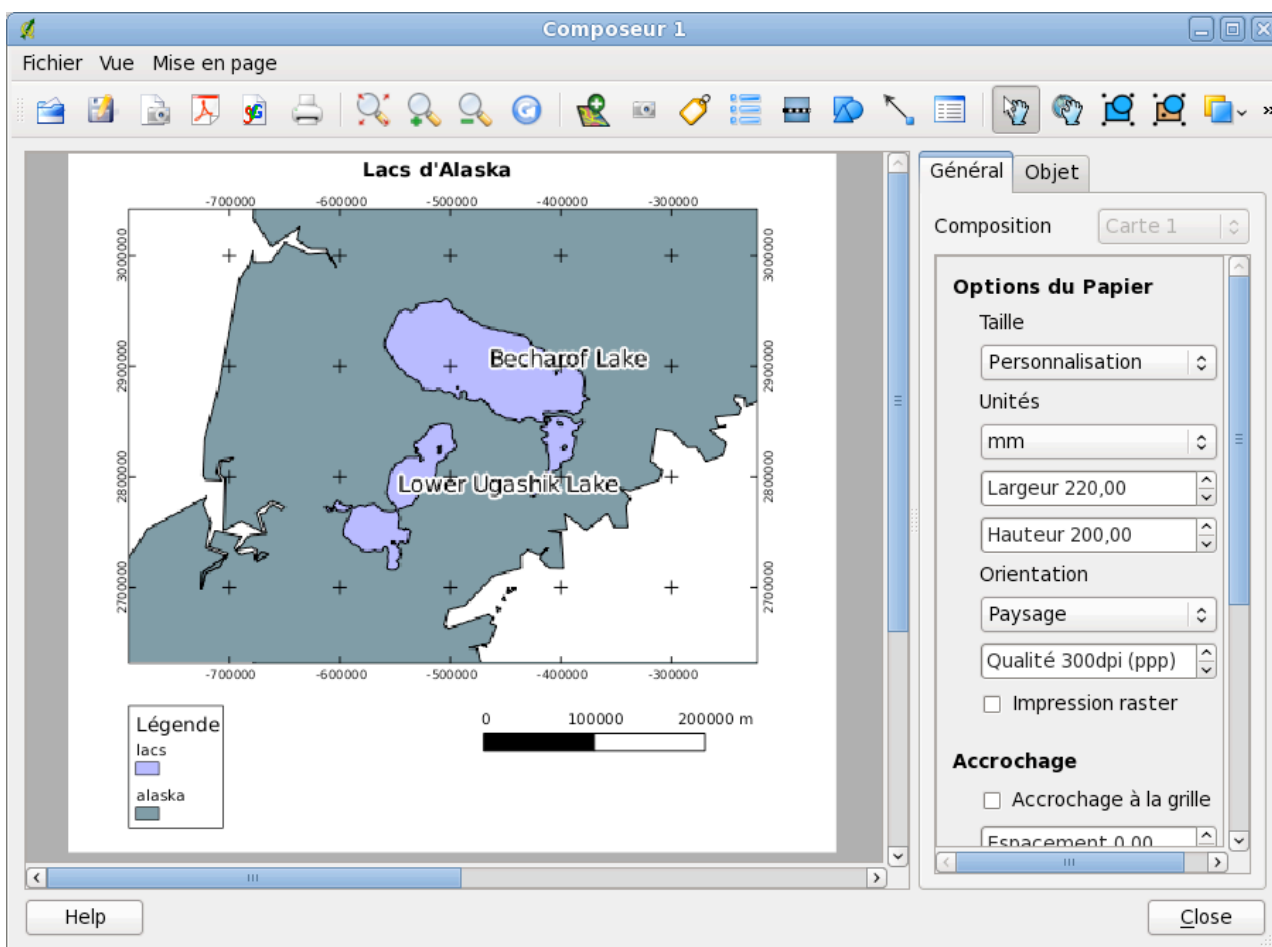 Composeur 1
Fichier Vue Mise en page
Lacs d'Alaska
-700000 -600000 -500000 -400000 -300000
3000000 3000000
2900000 2900000
2800000 2800000
2700000 2700000
Becharof Lake
Lower Ugashik Lake
-700000 -600000 -500000 -400000 -300000
Légende
lacs
alaska
0 100000 200000 m
Général Objet
Composition Carte 1
Options du Papier
Taille
Personnalisation
Unités
mm
Largeur 220,00
Hauteur 200,00
Orientation
Paysage
Qualité 300dpi (ppp)
Impression raster
Accrochage
Accrochage à la grille
Espacement 0,00
Help Close